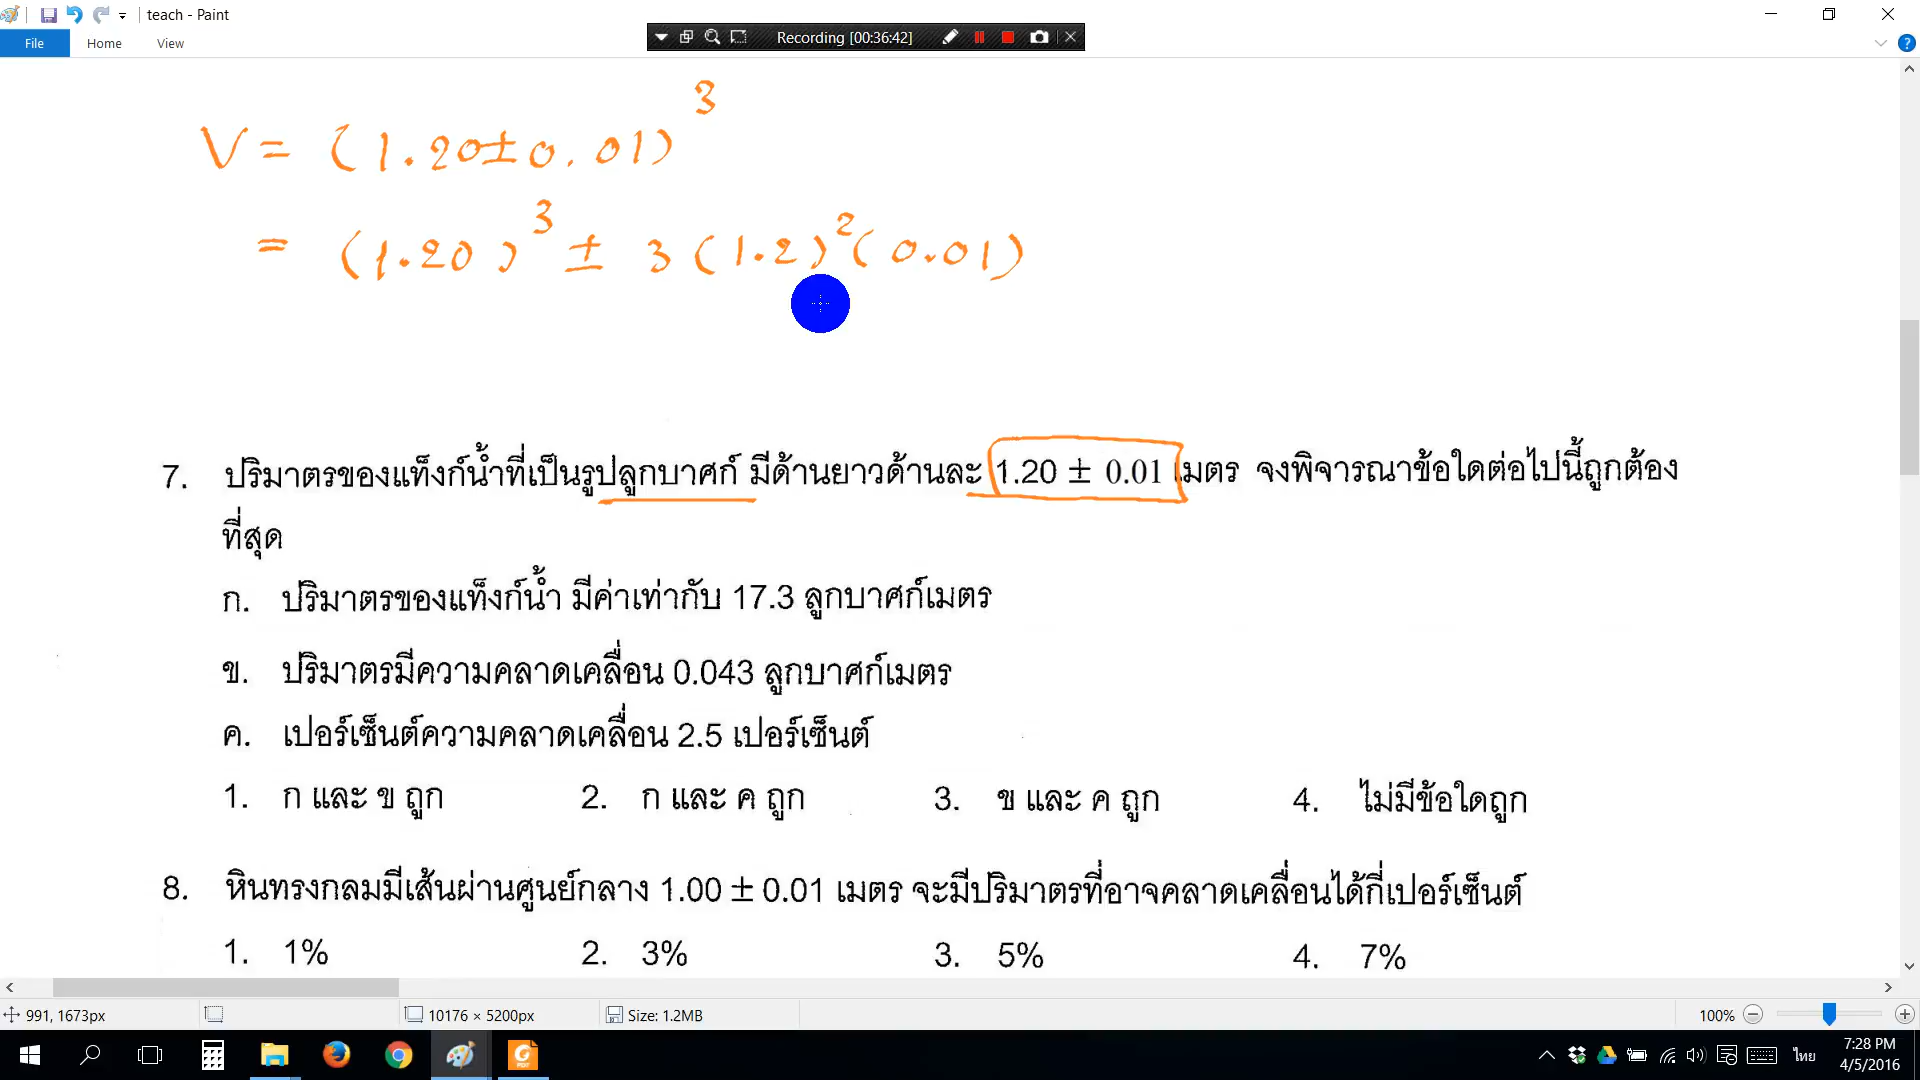 teach - Paint
File Home View
Recording [00:36:42]
V = (1.20±0.01)³
= (1.20)³ ± 3(1.2)²(0.01)
7. ปริมาตรของแท็งก์น้ำที่เป็นรูปลูกบาศก์ มีด้านยาวด้านละ 1.20 ± 0.01 เมตร จงพิจารณาข้อใดต่อไปนี้ถูกต้อง
ที่สุด
ก. ปริมาตรของแท็งก์น้ำ มีค่าเท่ากับ 17.3 ลูกบาศก์เมตร
ข. ปริมาตรมีความคลาดเคลื่อน 0.043 ลูกบาศก์เมตร
ค. เปอร์เซ็นต์ความคลาดเคลื่อน 2.5 เปอร์เซ็นต์
1. ก และ ข ถูก 2. ก และ ค ถูก 3. ข และ ค ถูก 4. ไม่มีข้อใดถูก
8. หินทรงกลมมีเส้นผ่านศูนย์กลาง 1.00 ± 0.01 เมตร จะมีปริมาตรที่อาจคลาดเคลื่อนได้กี่เปอร์เซ็นต์
1. 1% 2. 3% 3. 5% 4. 7%
991, 1673px 10176 × 5200px Size: 1.2MB 100%
ไทย 7:28 PM
4/5/2016